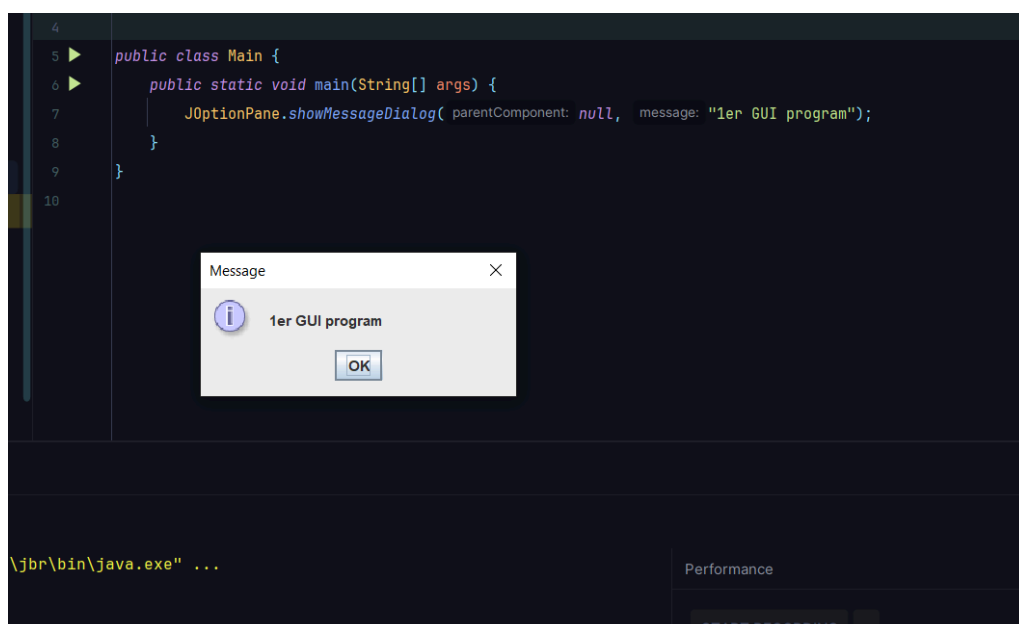 4
5 public class Main {
6 public static void main(String[] args) {
7 JOptionPane.showMessageDialog( parentComponent: null, message: "1er GUI program");
8 }
9 }
10
Message
i 1er GUI program
OK
\jbr\bin\java.exe" ...
Performance